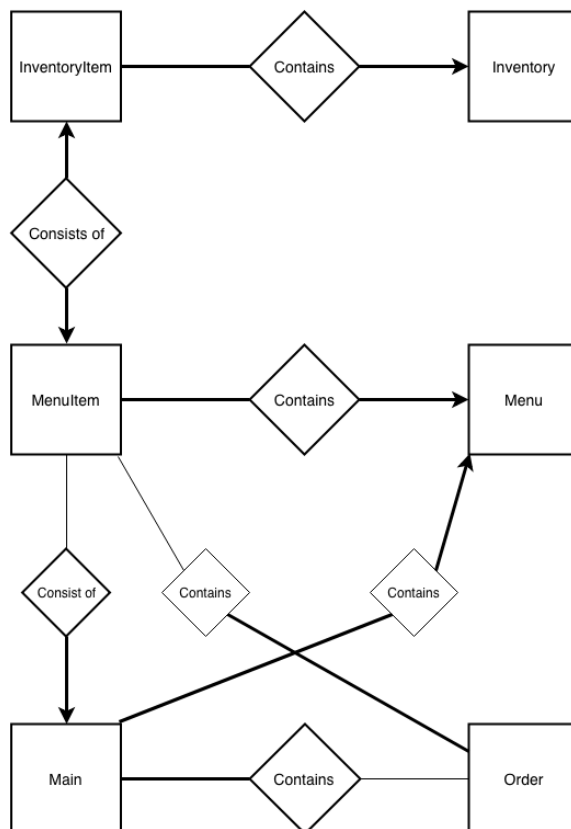 InventoryItem
Contains
Inventory
Consists of
MenuItem
Contains
Menu
Consist of
Contains
Contains
Main
Contains
Order